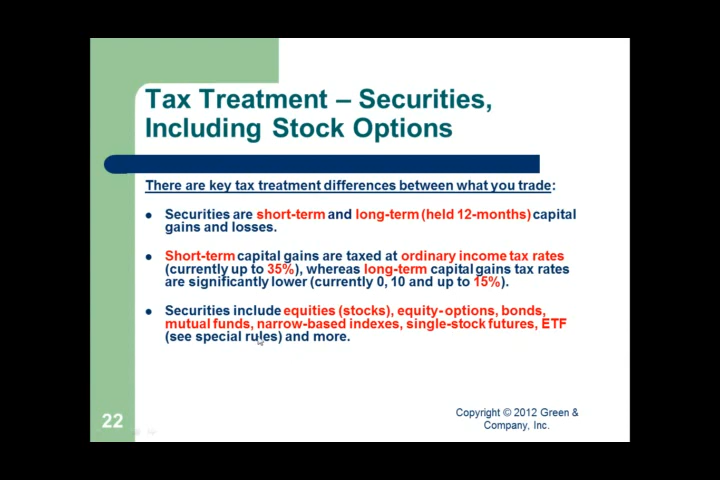 Tax Treatment – Securities,
Including Stock Options
There are key tax treatment differences between what you trade:
● Securities are short-term and long-term (held 12-months) capital
gains and losses.
● Short-term capital gains are taxed at ordinary income tax rates
(currently up to 35%), whereas long-term capital gains tax rates
are significantly lower (currently 0, 10 and up to 15%).
● Securities include equities (stocks), equity-options, bonds,
mutual funds, narrow-based indexes, single-stock futures, ETF
(see special rules) and more.
22
Copyright © 2012 Green &
Company, Inc.